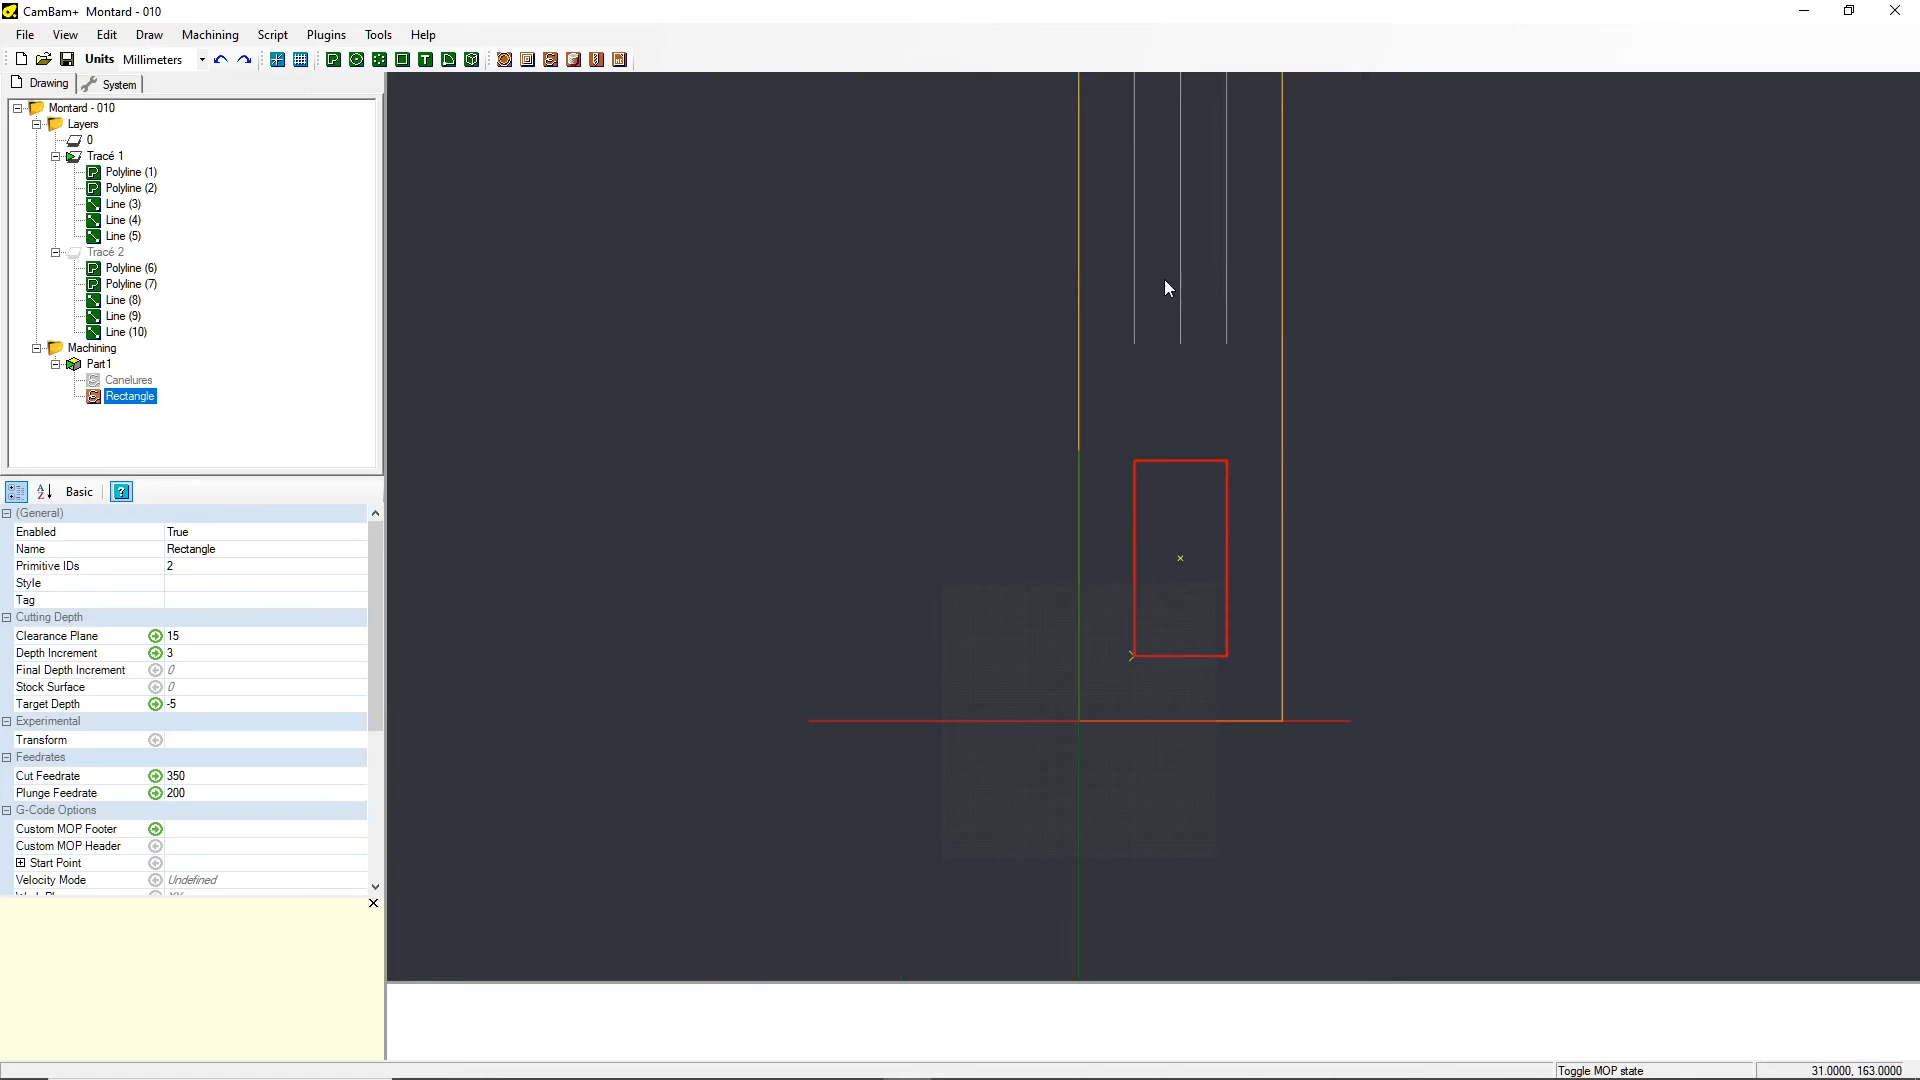 CamBam+ Montard - 010
File View Edit Draw Machining Script Plugins Tools Help
Units Millimeters
Drawing System
Montard - 010
Layers
0
Tracé 1
Polyline (1)
Polyline (2)
Line (3)
Line (4)
Line (5)
Tracé 2
Polyline (6)
Polyline (7)
Line (8)
Line (9)
Line (10)
Machining
Part1
Canelures
Rectangle
Basic
(General)
Enabled True
Name Rectangle
Primitive IDs 2
Style
Tag
Cutting Depth
Clearance Plane 15
Depth Increment 3
Final Depth Increment 0
Stock Surface 0
Target Depth -5
Experimental
Transform
Feedrates
Cut Feedrate 350
Plunge Feedrate 200
G-Code Options
Custom MOP Footer
Custom MOP Header
Start Point
Velocity Mode Undefined
Toggle MOP state 31.0000, 163.0000